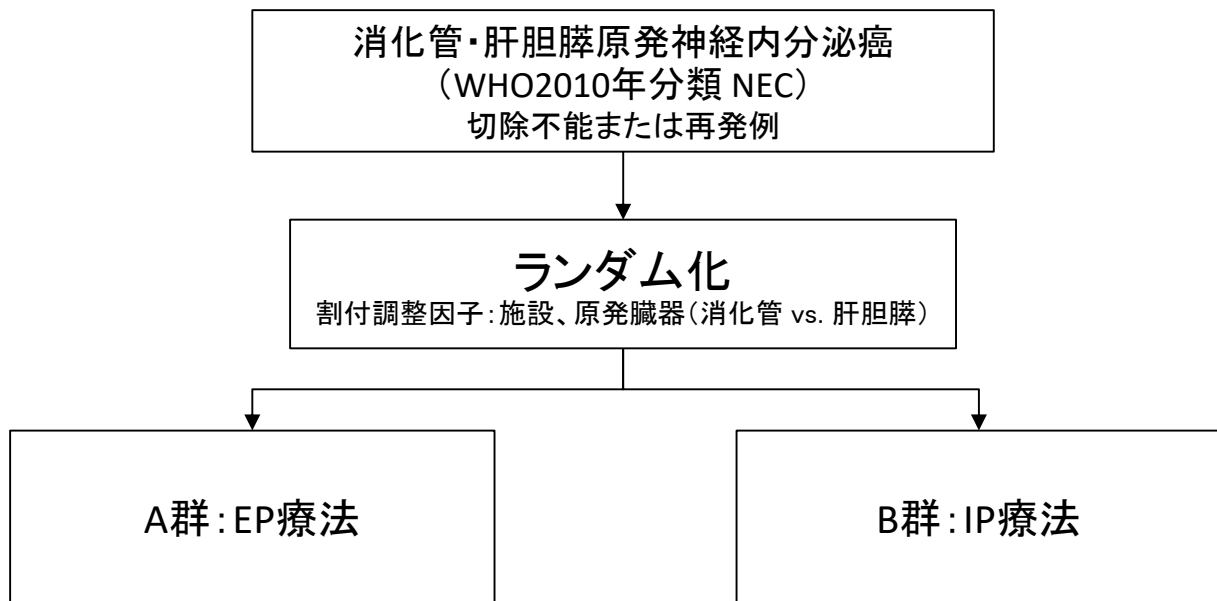 消化管・肝胆膵原発神経内分泌癌
（WHO2010年分類 NEC）
切除不能または再発例
ランダム化
割付調整因子：施設、原発臓器（消化管 vs. 肝胆膵）
A群：EP療法
B群：IP療法